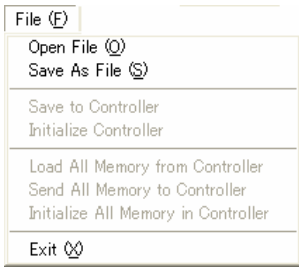 File (F)
Open File (O)
Save As File (S)
Save to Controller
Initialize Controller
Load All Memory from Controller
Send All Memory to Controller
Initialize All Memory in Controller
Exit (X)